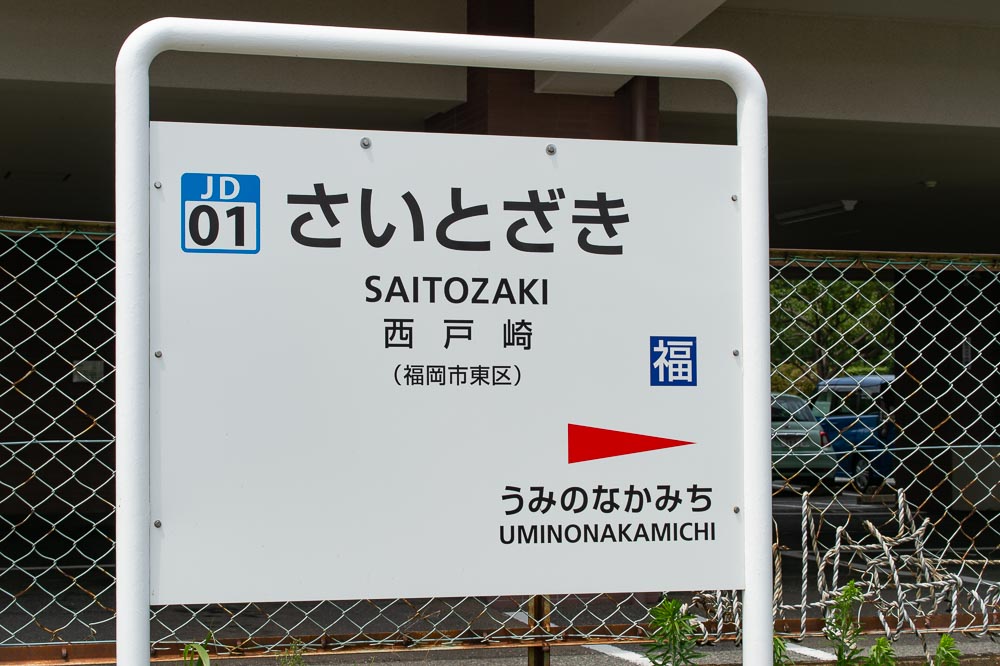 JD
01
さいとざき
SAITOZAKI
西戸崎
（福岡市東区）
福
うみのなかみち
UMINONAKAMICHI